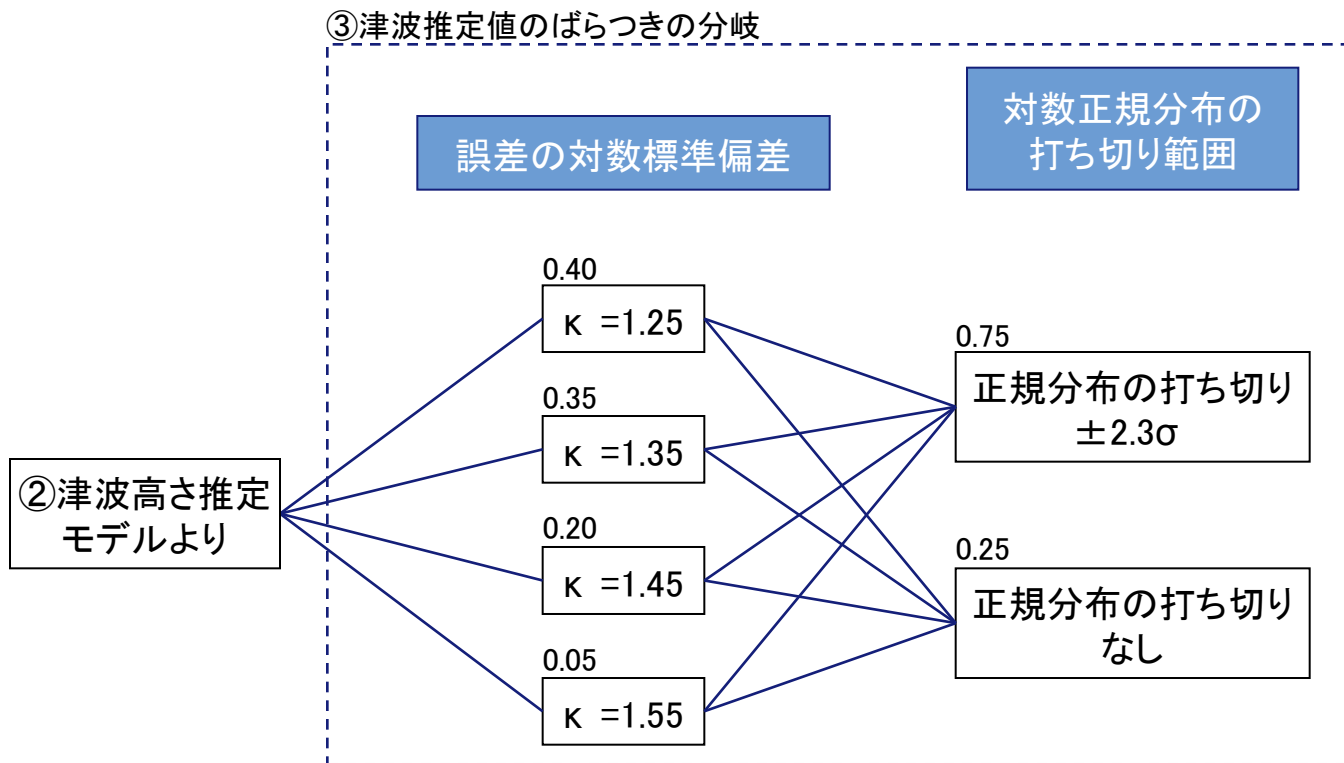 ③津波推定値のばらつきの分岐
誤差の対数標準偏差
対数正規分布の
打ち切り範囲
②津波高さ推定
モデルより
0.40
κ =1.25
0.35
κ =1.35
0.20
κ =1.45
0.05
κ =1.55
0.75
正規分布の打ち切り
±2.3σ
0.25
正規分布の打ち切り
なし